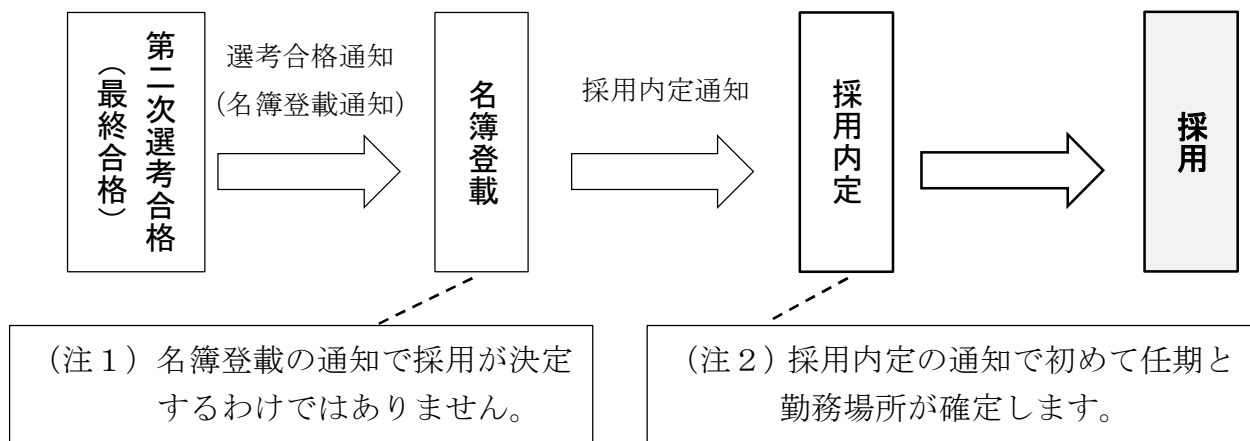 第二次選考合格
（最終合格）
選考合格通知
（名簿登載通知）
名簿登載
採用内定通知
採用内定
採用
（注１）名簿登載の通知で採用が決定
するわけではありません。
（注２）採用内定の通知で初めて任期と
勤務場所が確定します。